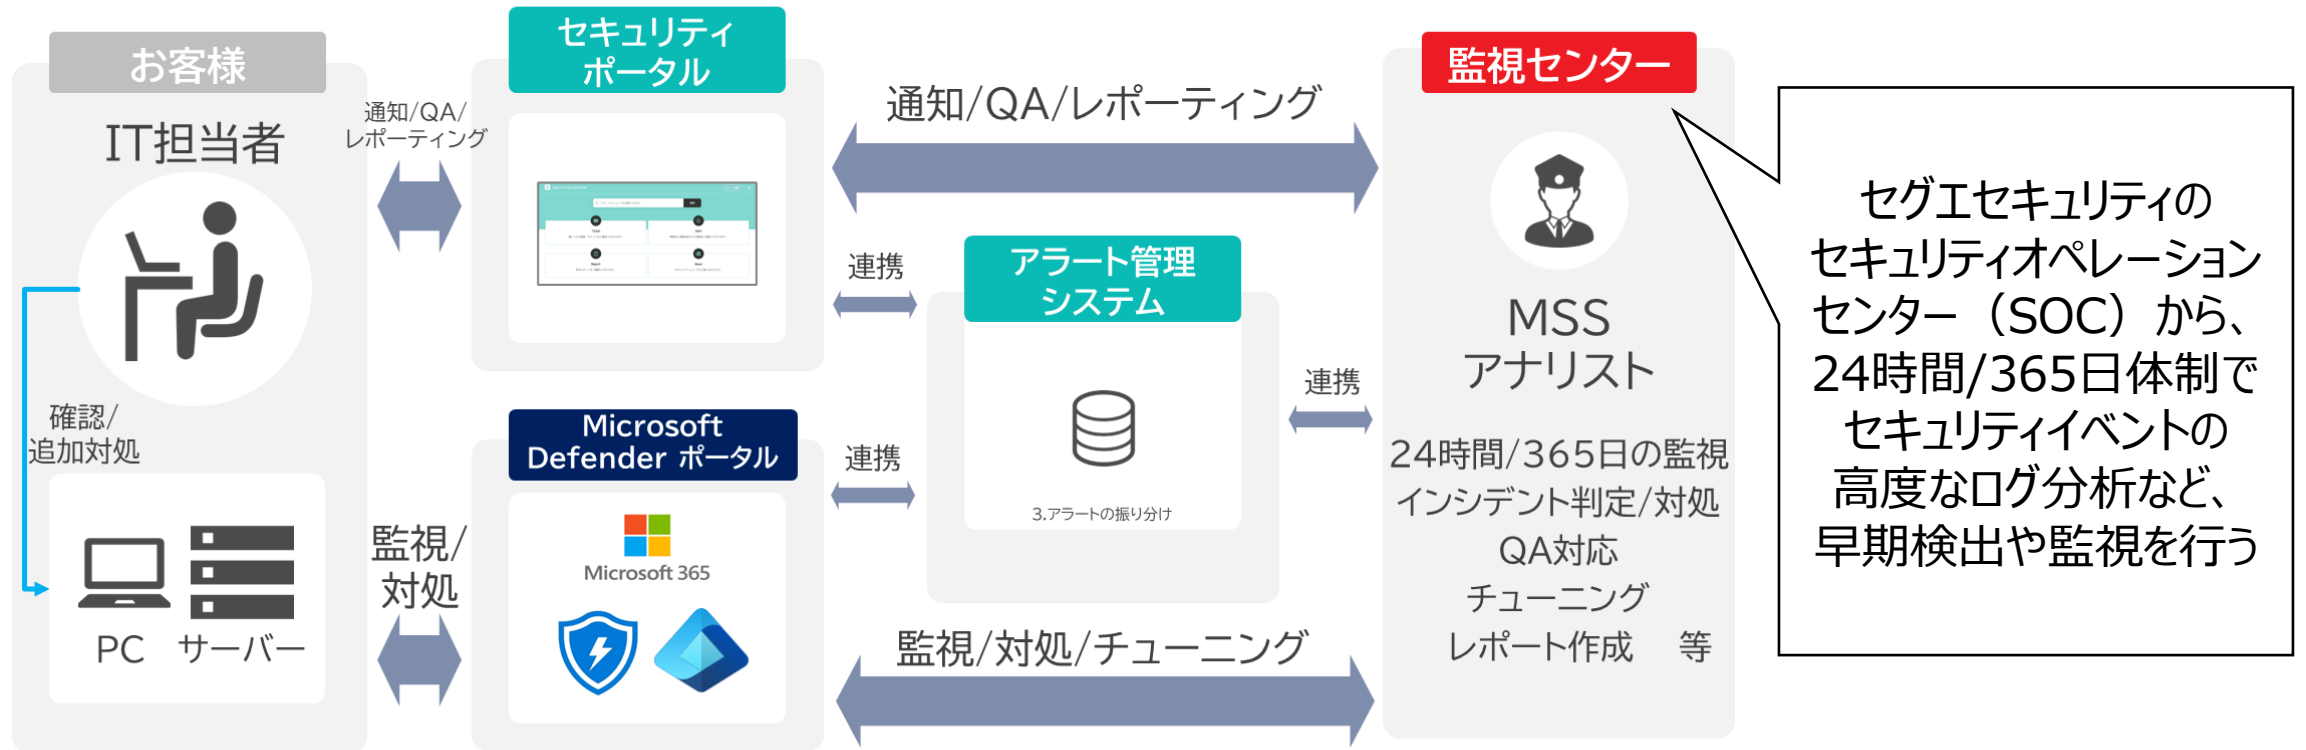 お客様
IT担当者
確認/
追加対処
PC サーバー
通知/QA/
レポーティング
監視/
対処
セキュリティ
ポータル
Microsoft
Defender ポータル
Microsoft 365
通知/QA/レポーティング
連携
アラート管理
システム
3.アラートの振り分け
連携
連携
監視/対処/チューニング
監視センター
MSS
アナリスト
24時間/365日の監視
インシデント判定/対処
QA対応
チューニング
レポート作成 等
セグエセキュリティの
セキュリティオペレーション
センター（SOC）から、
24時間/365日体制で
セキュリティイベントの
高度なログ分析など、
早期検出や監視を行う